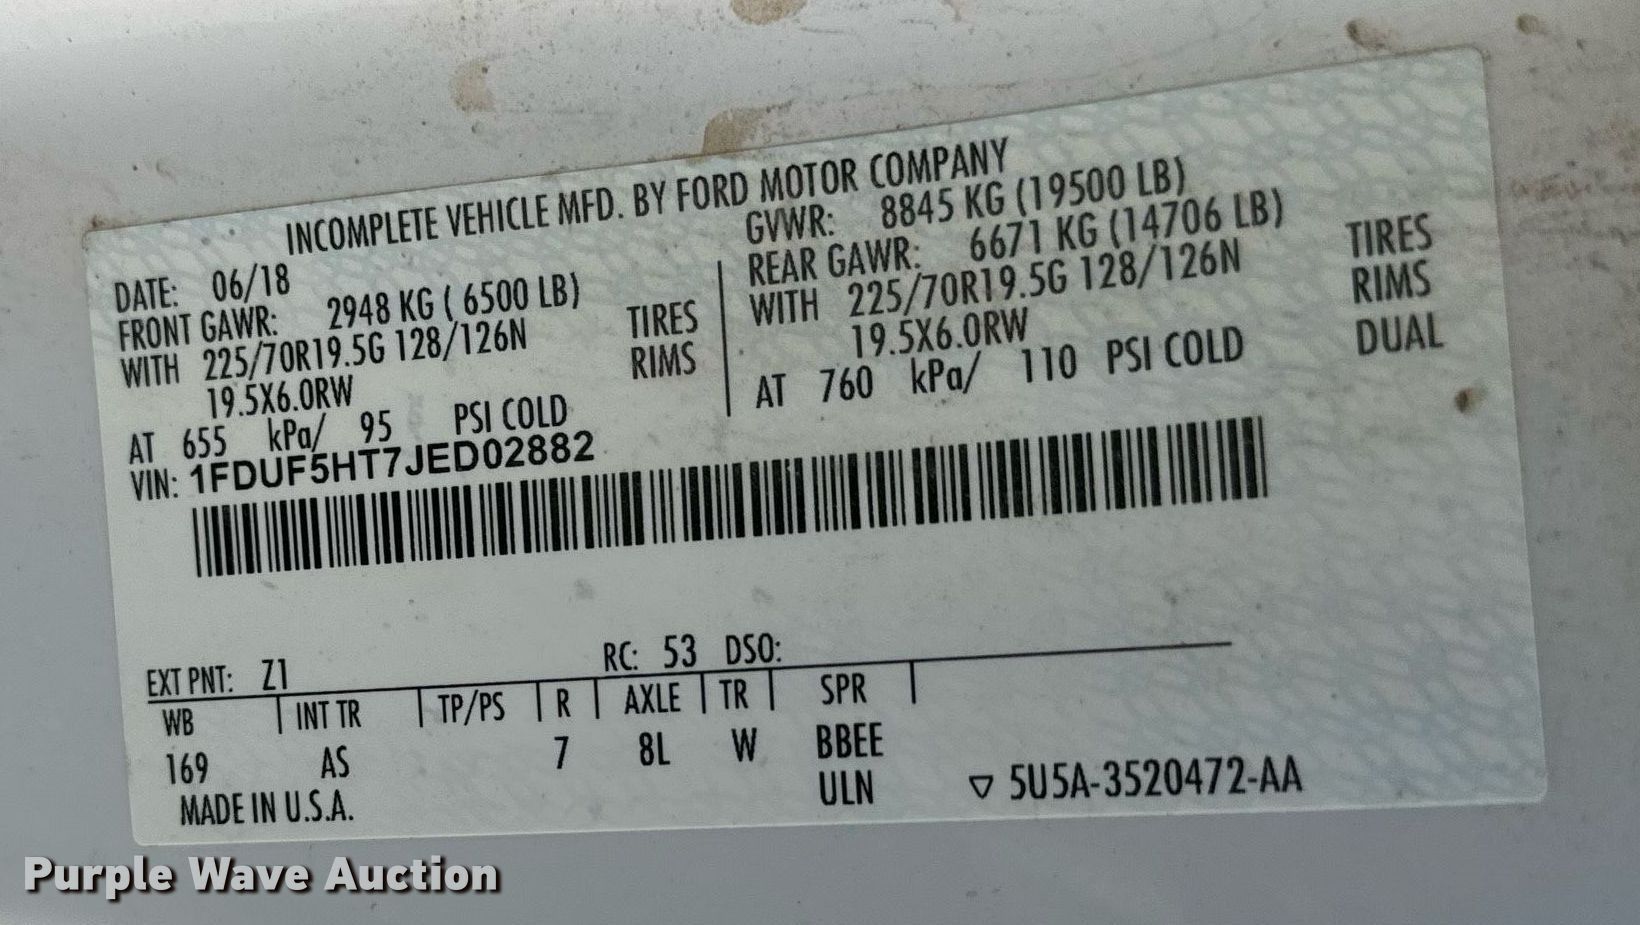 INCOMPLETE VEHICLE MFD. BY FORD MOTOR COMPANY
DATE: 06/18
GVWR: 8845 KG (19500 LB)
FRONT GAWR: 2948 KG ( 6500 LB)
REAR GAWR: 6671 KG (14706 LB)
WITH 225/70R19.5G 128/126N TIRES
WITH 225/70R19.5G 128/126N TIRES
19.5X6.0RW RIMS
19.5X6.0RW RIMS
AT 655 kPa/ 95 PSI COLD
AT 760 kPa/ 110 PSI COLD DUAL
VIN: 1FDUF5HT7JED02882
EXT PNT: Z1 RC: 53 DSO:
WB INT TR TP/PS R AXLE TR SPR
169 AS 7 8L W BBEE
MADE IN U.S.A. ULN ▽ 5U5A-3520472-AA
Purple Wave Auction